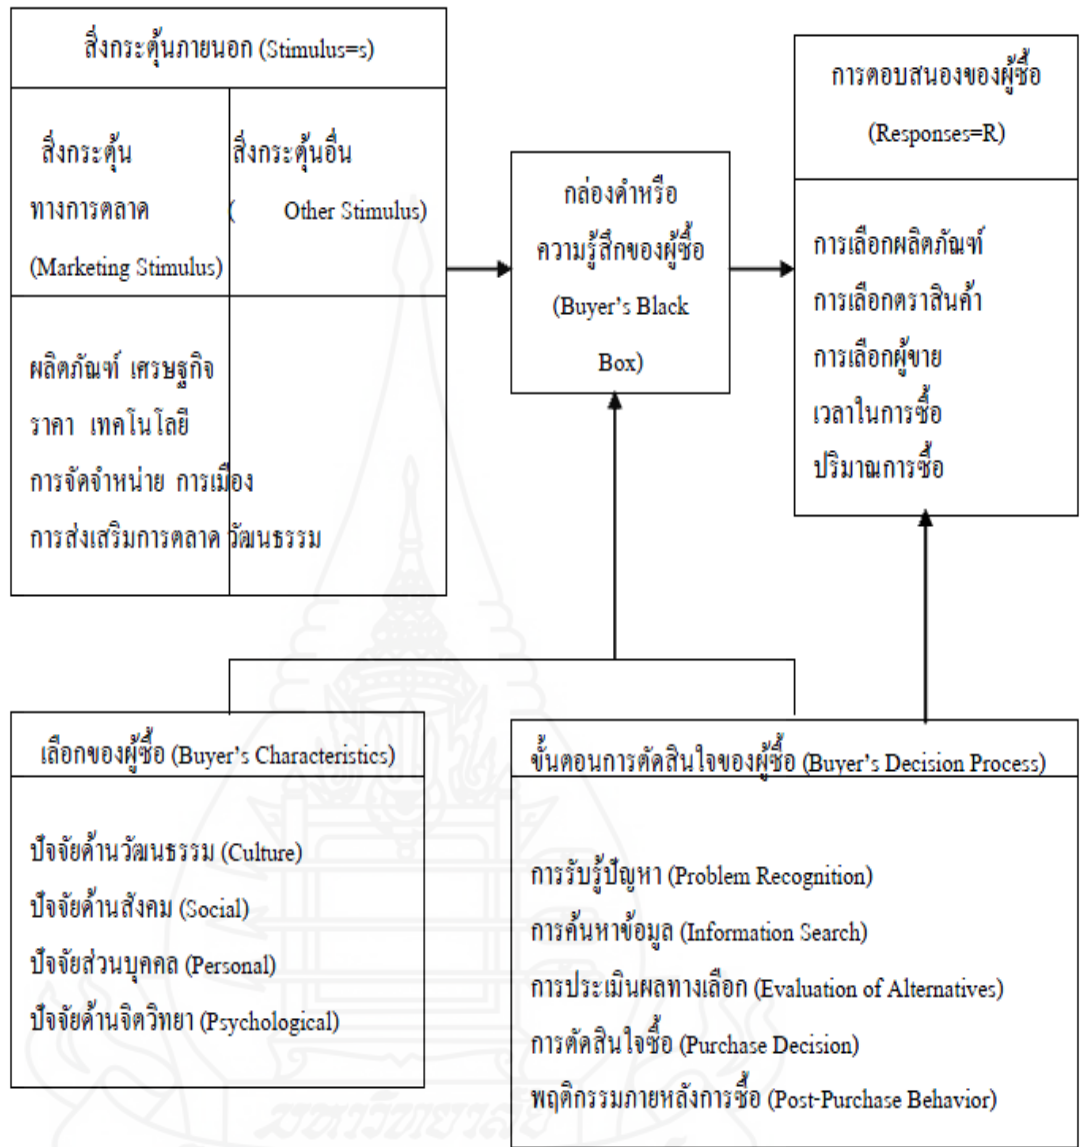 สิ่งกระตุ้นภายนอก (Stimulus=s)
สิ่งกระตุ้น
ทางการตลาด
(Marketing Stimulus)
สิ่งกระตุ้นอื่น
( Other Stimulus)
ผลิตภัณฑ์ เศรษฐกิจ
ราคา เทคโนโลยี
การจัดจำหน่าย การเมือง
การส่งเสริมการตลาด วัฒนธรรม
กล่องดำหรือ
ความรู้สึกของผู้ซื้อ
(Buyer’s Black
Box)
การตอบสนองของผู้ซื้อ
(Responses=R)
การเลือกผลิตภัณฑ์
การเลือกตราสินค้า
การเลือกผู้ขาย
เวลาในการซื้อ
ปริมาณการซื้อ
เลือกของผู้ซื้อ (Buyer’s Characteristics)
ปัจจัยด้านวัฒนธรรม (Culture)
ปัจจัยด้านสังคม (Social)
ปัจจัยส่วนบุคคล (Personal)
ปัจจัยด้านจิตวิทยา (Psychological)
ขั้นตอนการตัดสินใจของผู้ซื้อ (Buyer’s Decision Process)
การรับรู้ปัญหา (Problem Recognition)
การค้นหาข้อมูล (Information Search)
การประเมินผลทางเลือก (Evaluation of Alternatives)
การตัดสินใจซื้อ (Purchase Decision)
พฤติกรรมภายหลังการซื้อ (Post-Purchase Behavior)
มหาวิทยาลัย